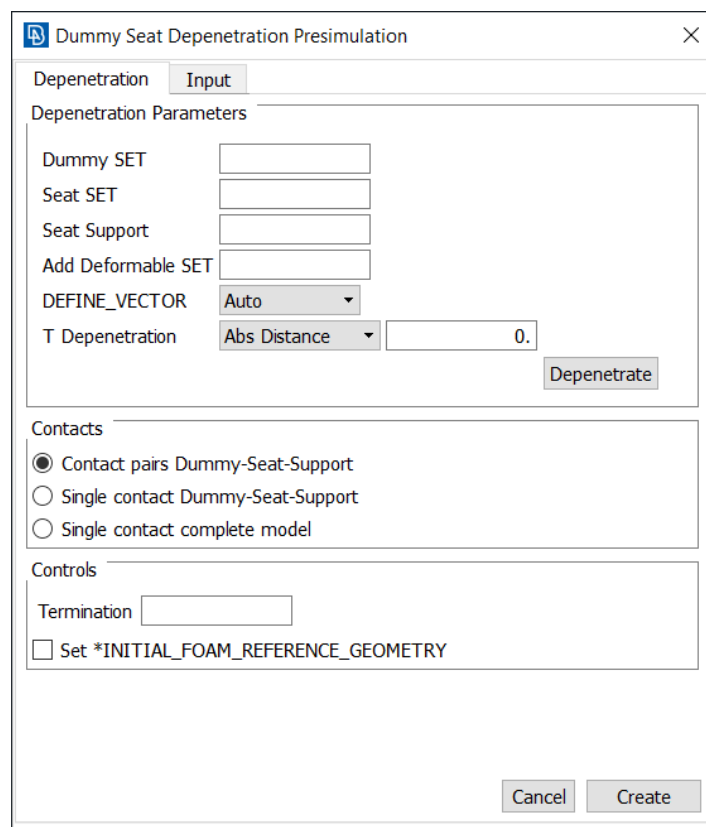 Dummy Seat Depenetration Presimulation
Depenetration Input
Depenetration Parameters
Dummy SET
Seat SET
Seat Support
Add Deformable SET
DEFINE_VECTOR Auto
T Depenetration Abs Distance 0.
Depenetrate
Contacts
Contact pairs Dummy-Seat-Support
Single contact Dummy-Seat-Support
Single contact complete model
Controls
Termination
Set *INITIAL_FOAM_REFERENCE_GEOMETRY
Cancel Create